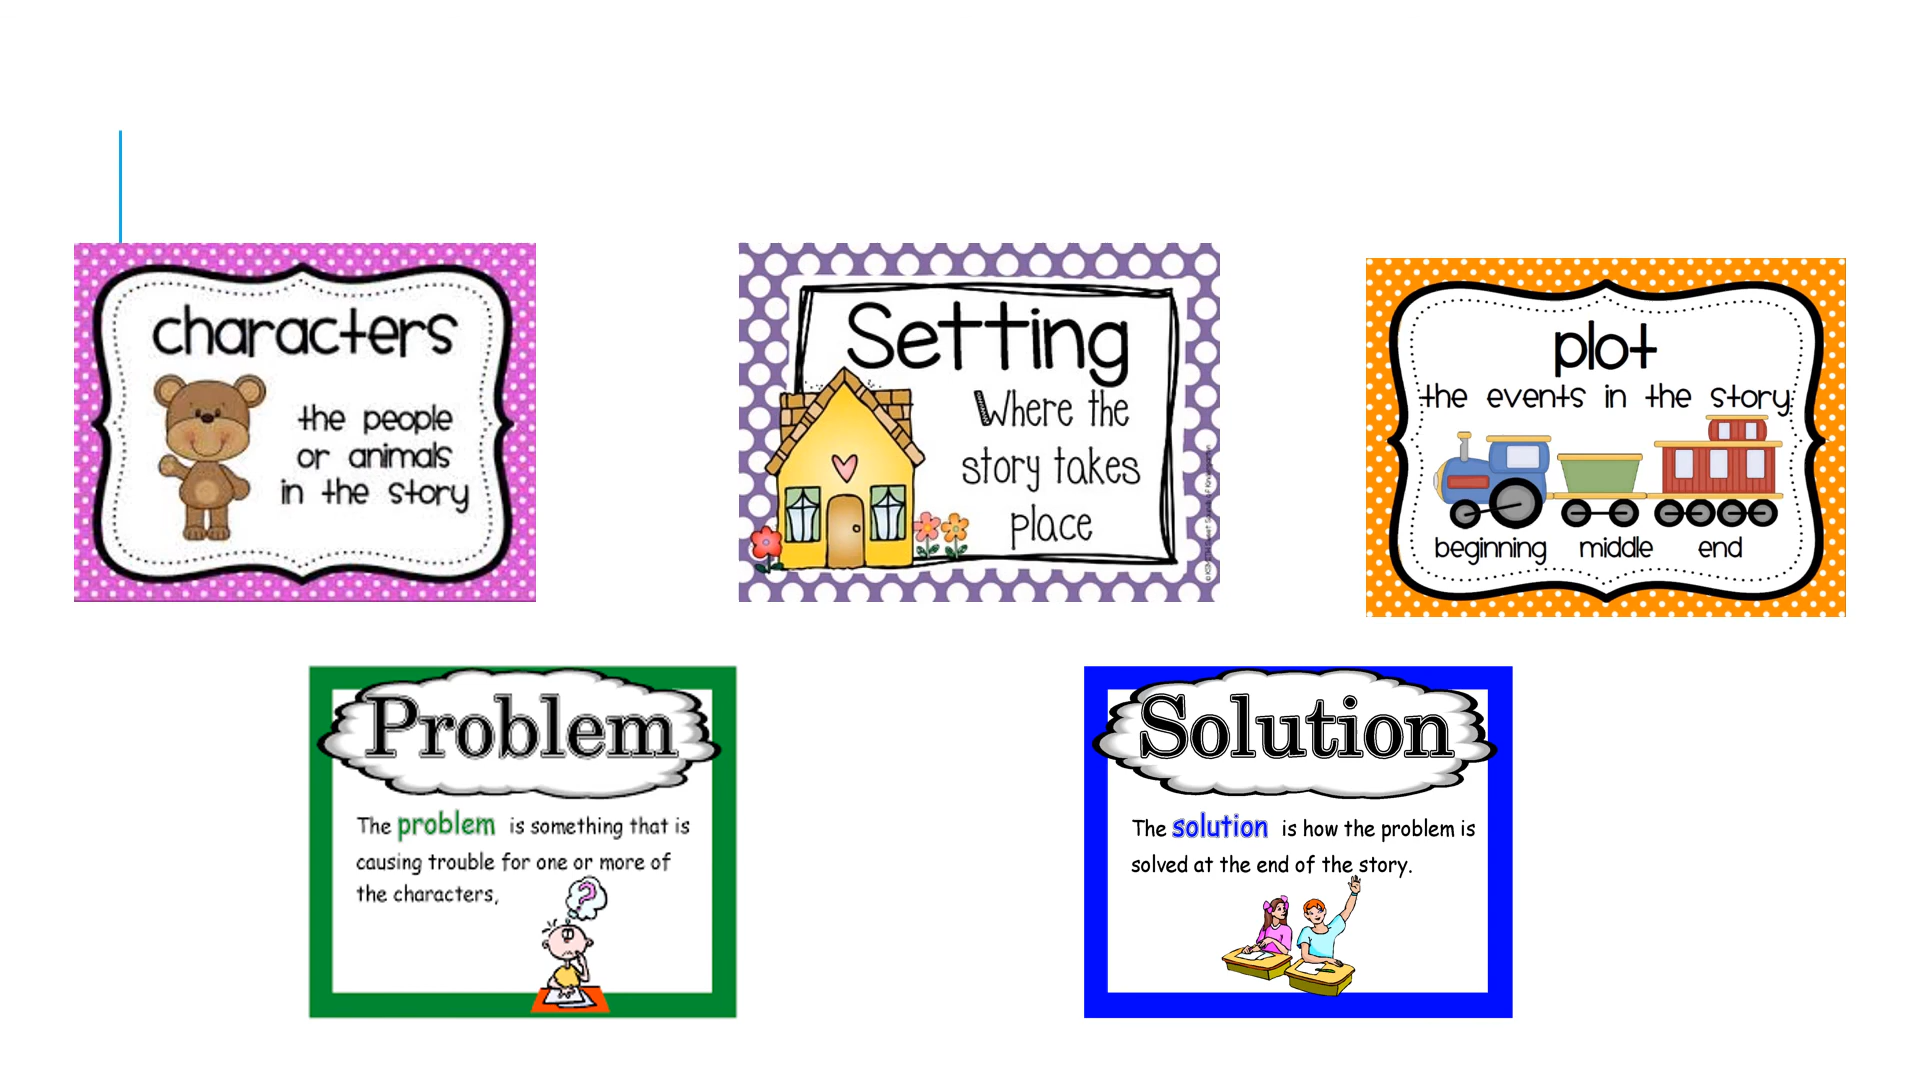 characters
the people
or animals
in the story
Setting
Where the
story takes
place
plot
the events in the story
beginning middle end
Problem
The problem is something that is
causing trouble for one or more of
the characters,
?
Solution
The solution is how the problem is
solved at the end of the story.